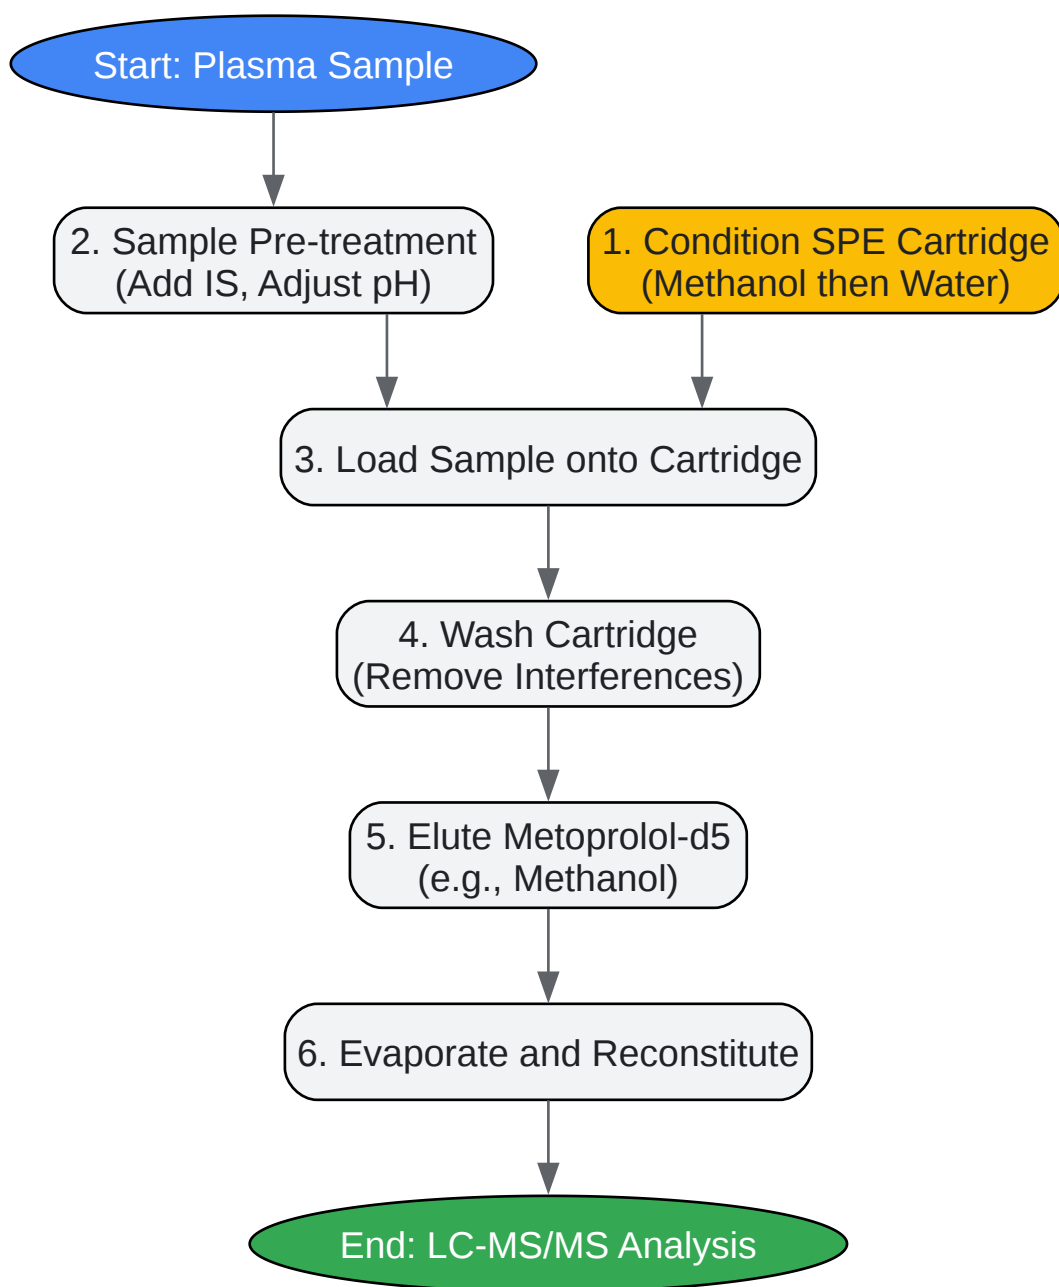 Start: Plasma Sample
2. Sample Pre-treatment
(Add IS, Adjust pH)
1. Condition SPE Cartridge
(Methanol then Water)
3. Load Sample onto Cartridge
4. Wash Cartridge
(Remove Interferences)
5. Elute Metoprolol-d5
(e.g., Methanol)
6. Evaporate and Reconstitute
End: LC-MS/MS Analysis